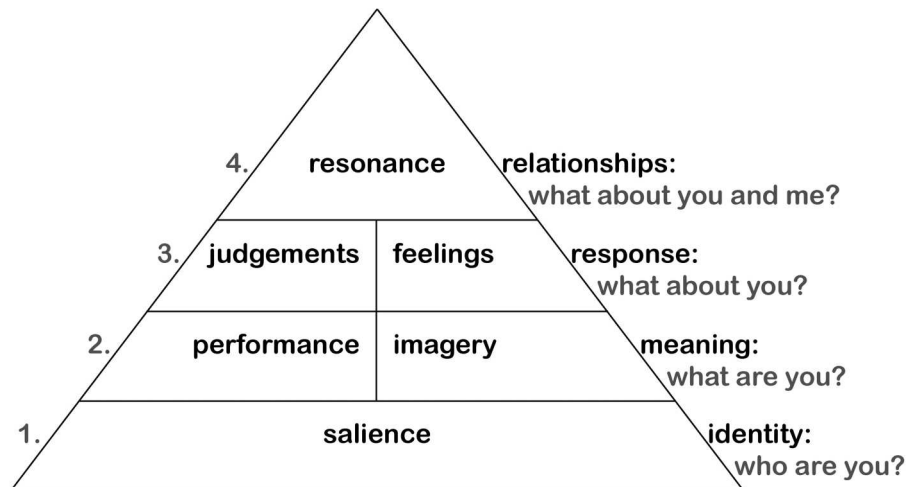 4. resonance relationships:
what about you and me?
3. judgements feelings response:
what about you?
2. performance imagery meaning:
what are you?
1. salience identity:
who are you?